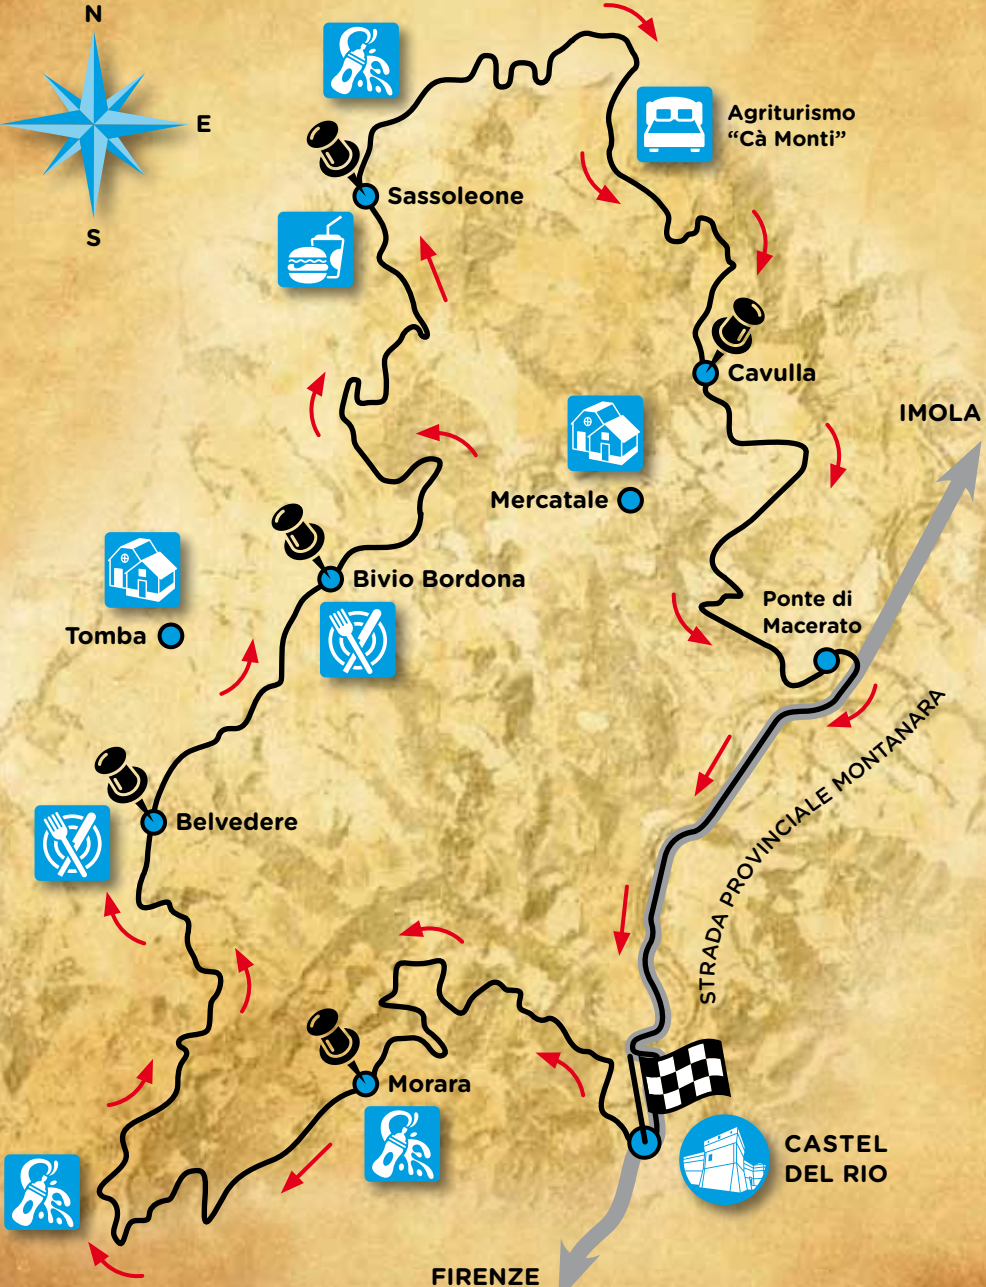 N
E
S
Agriturismo
“Cà Monti”
Sassoleone
Cavulla
IMOLA
Mercatale
Bivio Bordona
Ponte di
Macerato
Tomba
STRADA PROVINCIALE MONTANARA
Belvedere
Morara
CASTEL
DEL RIO
FIRENZE